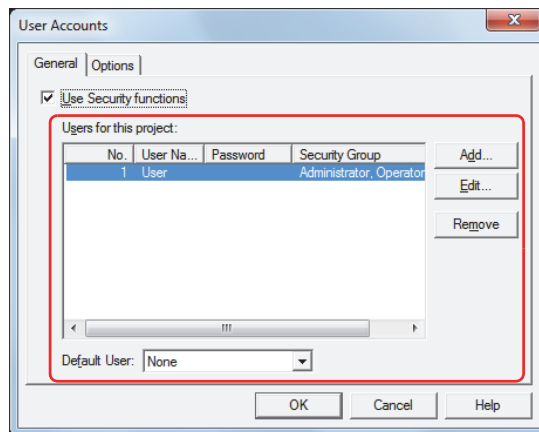 User Accounts
General Options
Use Security functions
Users for this project:
No. User Na... Password Security Group
1 User Administrator, Operator
Add...
Edit...
Remove
Default User: None
OK Cancel Help